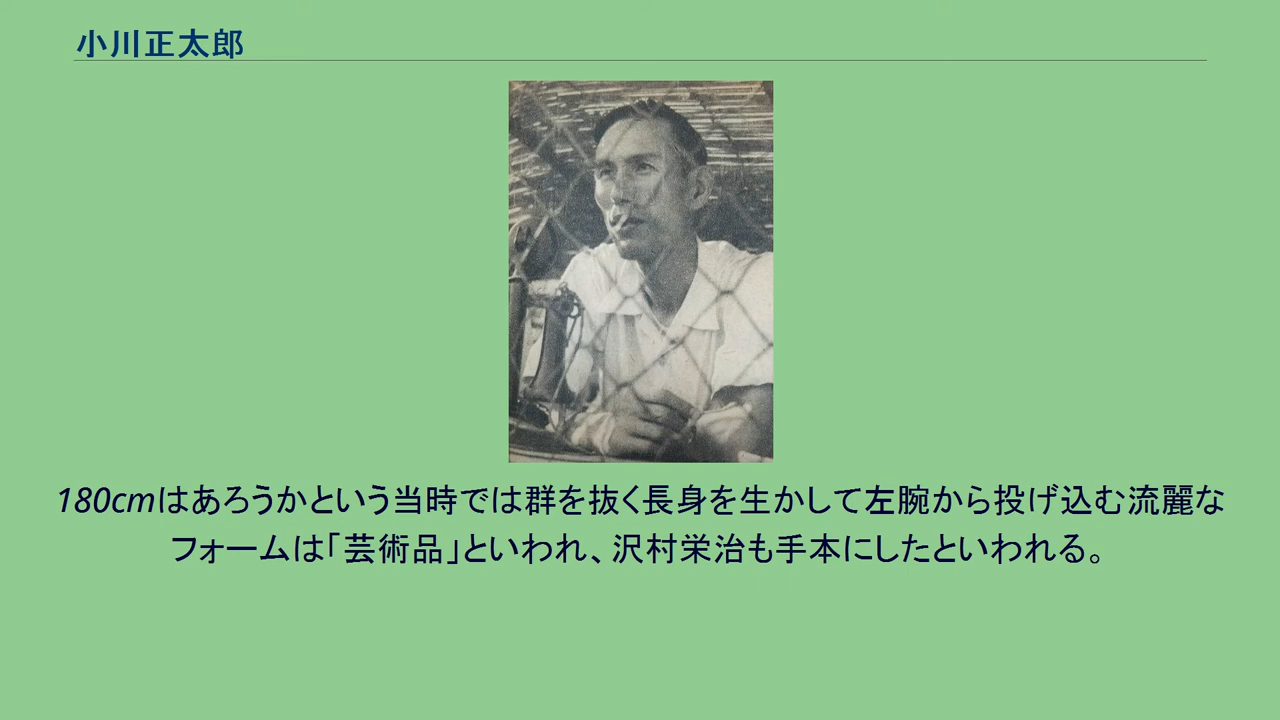 小川正太郎
180cmはあろうかという当時では群を抜く長身を生かして左腕から投げ込む流麗な
フォームは「芸術品」といわれ、沢村栄治も手本にしたといわれる。